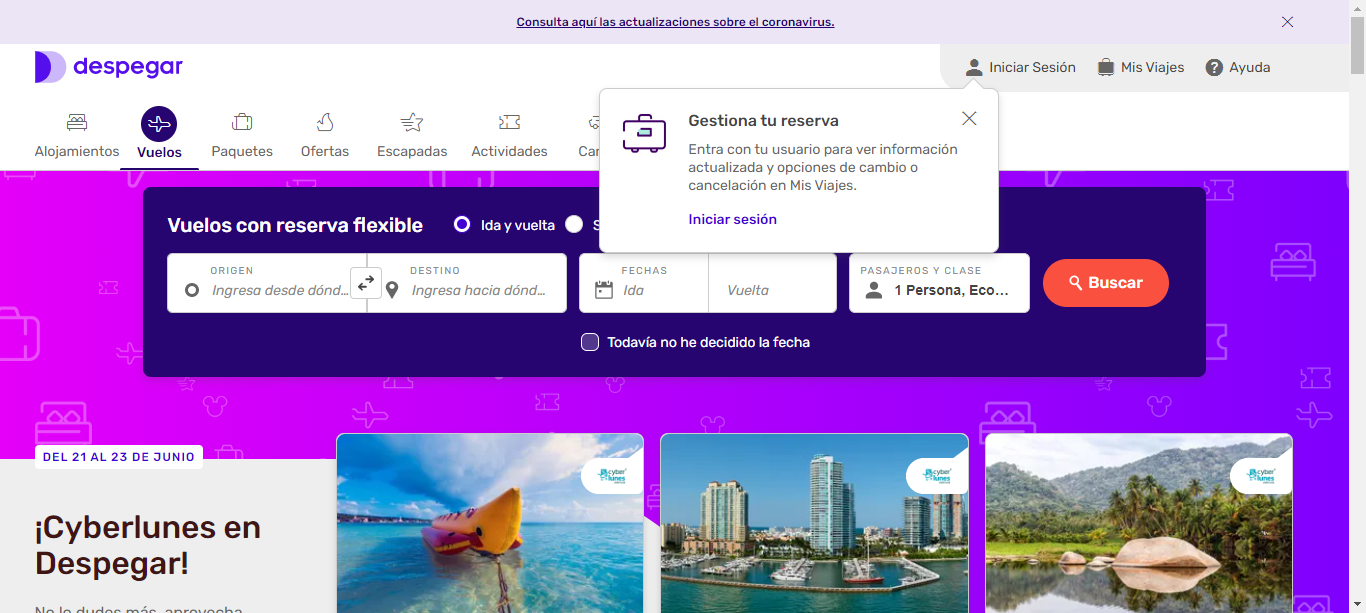 Consulta aquí las actualizaciones sobre el coronavirus.
despegar
Iniciar Sesión
Mis Viajes
Ayuda
Alojamientos
Vuelos
Paquetes
Ofertas
Escapadas
Actividades
Gestiona tu reserva
Entra con tu usuario para ver información
actualizada y opciones de cambio o
cancelación en Mis Viajes.
Iniciar sesión
Vuelos con reserva flexible
Ida y vuelta
ORIGEN
Ingresa desde dónd...
DESTINO
Ingresa hacia dónd...
FECHAS
Ida
Vuelta
PASAJEROS Y CLASE
1 Persona, Eco...
Buscar
Todavía no he decidido la fecha
DEL 21 AL 23 DE JUNIO
¡Cyberlunes en
Despegar!
No lo dudes más, aprovecha
cyber
lunes
cyber
lunes
cyber
lunes